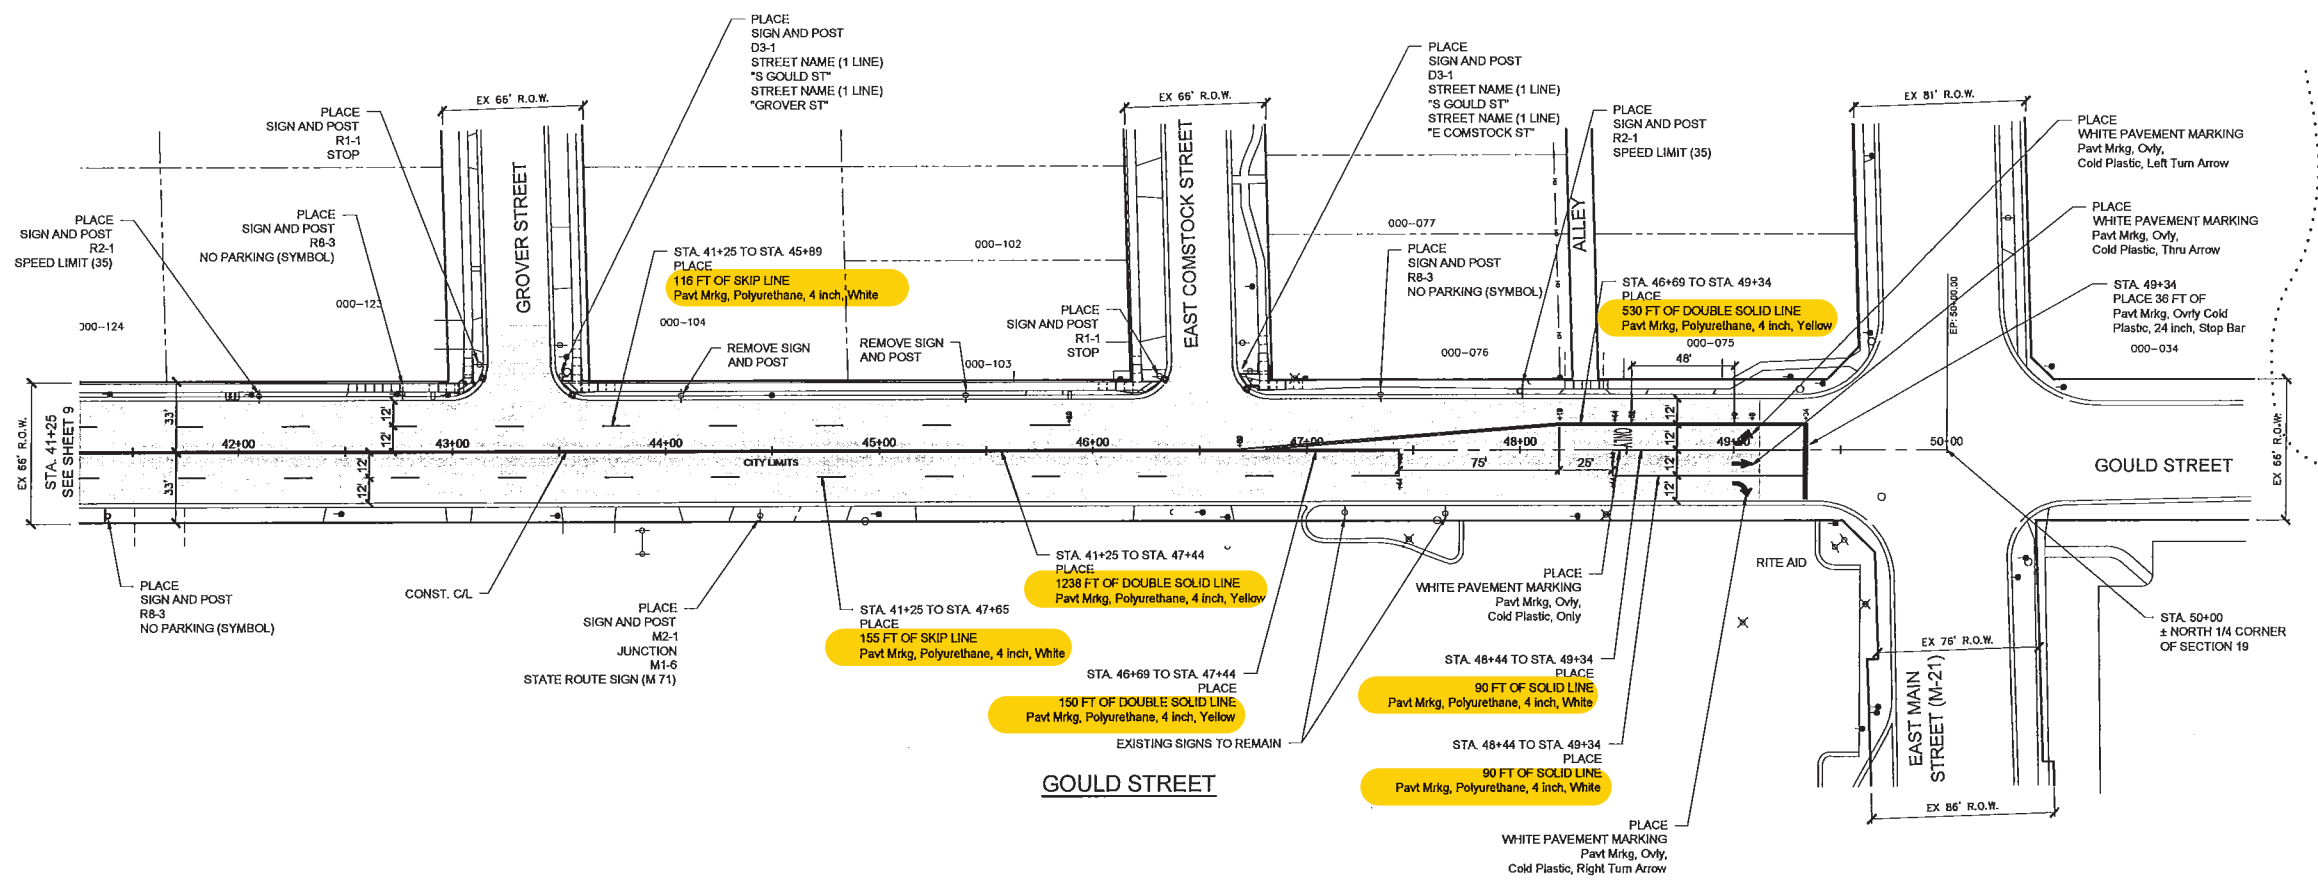 PLACE
SIGN AND POST
D3-1
STREET NAME (1 LINE)
"S GOULD ST"
STREET NAME (1 LINE)
"GROVER ST"
PLACE
SIGN AND POST
D3-1
STREET NAME (1 LINE)
"S GOULD ST"
STREET NAME (1 LINE)
"E COMSTOCK ST"
EX 66' R.O.W.
EX 66' R.O.W.
EX 81' R.O.W.
PLACE
SIGN AND POST
R1-1
STOP
PLACE
SIGN AND POST
R2-1
SPEED LIMIT (35)
PLACE
WHITE PAVEMENT MARKING
Pavt Mrkg, Ovly,
Cold Plastic, Left Turn Arrow
PLACE
SIGN AND POST
R2-1
SPEED LIMIT (35)
PLACE
SIGN AND POST
R8-3
NO PARKING (SYMBOL)
GROVER STREET
STA. 41+25 TO STA. 45+89
PLACE
116 FT OF SKIP LINE
Pavt Mrkg, Polyurethane, 4 inch, White
000-102
EAST COMSTOCK STREET
000-077
ALLEY
PLACE
SIGN AND POST
R8-3
NO PARKING (SYMBOL)
PLACE
WHITE PAVEMENT MARKING
Pavt Mrkg, Ovly,
Cold Plastic, Thru Arrow
STA. 46+69 TO STA. 49+34
PLACE
530 FT OF DOUBLE SOLID LINE
Pavt Mrkg, Polyurethane, 4 inch, Yellow
STA. 49+34
PLACE 36 FT OF
Pavt Mrkg, Ovrly Cold
Plastic, 24 inch, Stop Bar
EP: 50+00.00
000-123
000-104
PLACE
SIGN AND POST
R1-1
STOP
REMOVE SIGN
AND POST
REMOVE SIGN
AND POST
000-103
000-076
000-075
48'
000-034
EX 66' R.O.W.
STA. 41+25
SEE SHEET 9
33'
33'
12'
12'
12'
12'
42+00
43+00
44+00
45+00
46+00
47+00
48+00
49+00
50+00
CITY LIMITS
75'
25'
ONLY
12'
12'
12'
12'
GOULD STREET
EX 66' R.O.W.
PLACE
SIGN AND POST
R8-3
NO PARKING (SYMBOL)
CONST. C/L
PLACE
SIGN AND POST
M2-1
JUNCTION
M1-6
STATE ROUTE SIGN (M 71)
STA. 41+25 TO STA. 47+44
PLACE
1238 FT OF DOUBLE SOLID LINE
Pavt Mrkg, Polyurethane, 4 inch, Yellow
STA. 41+25 TO STA. 47+65
PLACE
155 FT OF SKIP LINE
Pavt Mrkg, Polyurethane, 4 inch, White
STA. 46+69 TO STA. 47+44
PLACE
150 FT OF DOUBLE SOLID LINE
Pavt Mrkg, Polyurethane, 4 inch, Yellow
EXISTING SIGNS TO REMAIN
PLACE
WHITE PAVEMENT MARKING
Pavt Mrkg, Ovly,
Cold Plastic, Only
STA. 48+44 TO STA. 49+34
PLACE
90 FT OF SOLID LINE
Pavt Mrkg, Polyurethane, 4 inch, White
STA. 48+44 TO STA. 49+34
PLACE
90 FT OF SOLID LINE
Pavt Mrkg, Polyurethane, 4 inch, White
RITE AID
EX 76' R.O.W.
EAST MAIN
STREET (M-21)
EX 86' R.O.W.
STA. 50+00
± NORTH 1/4 CORNER
OF SECTION 19
GOULD STREET
PLACE
WHITE PAVEMENT MARKING
Pavt Mrkg, Ovly,
Cold Plastic, Right Turn Arrow